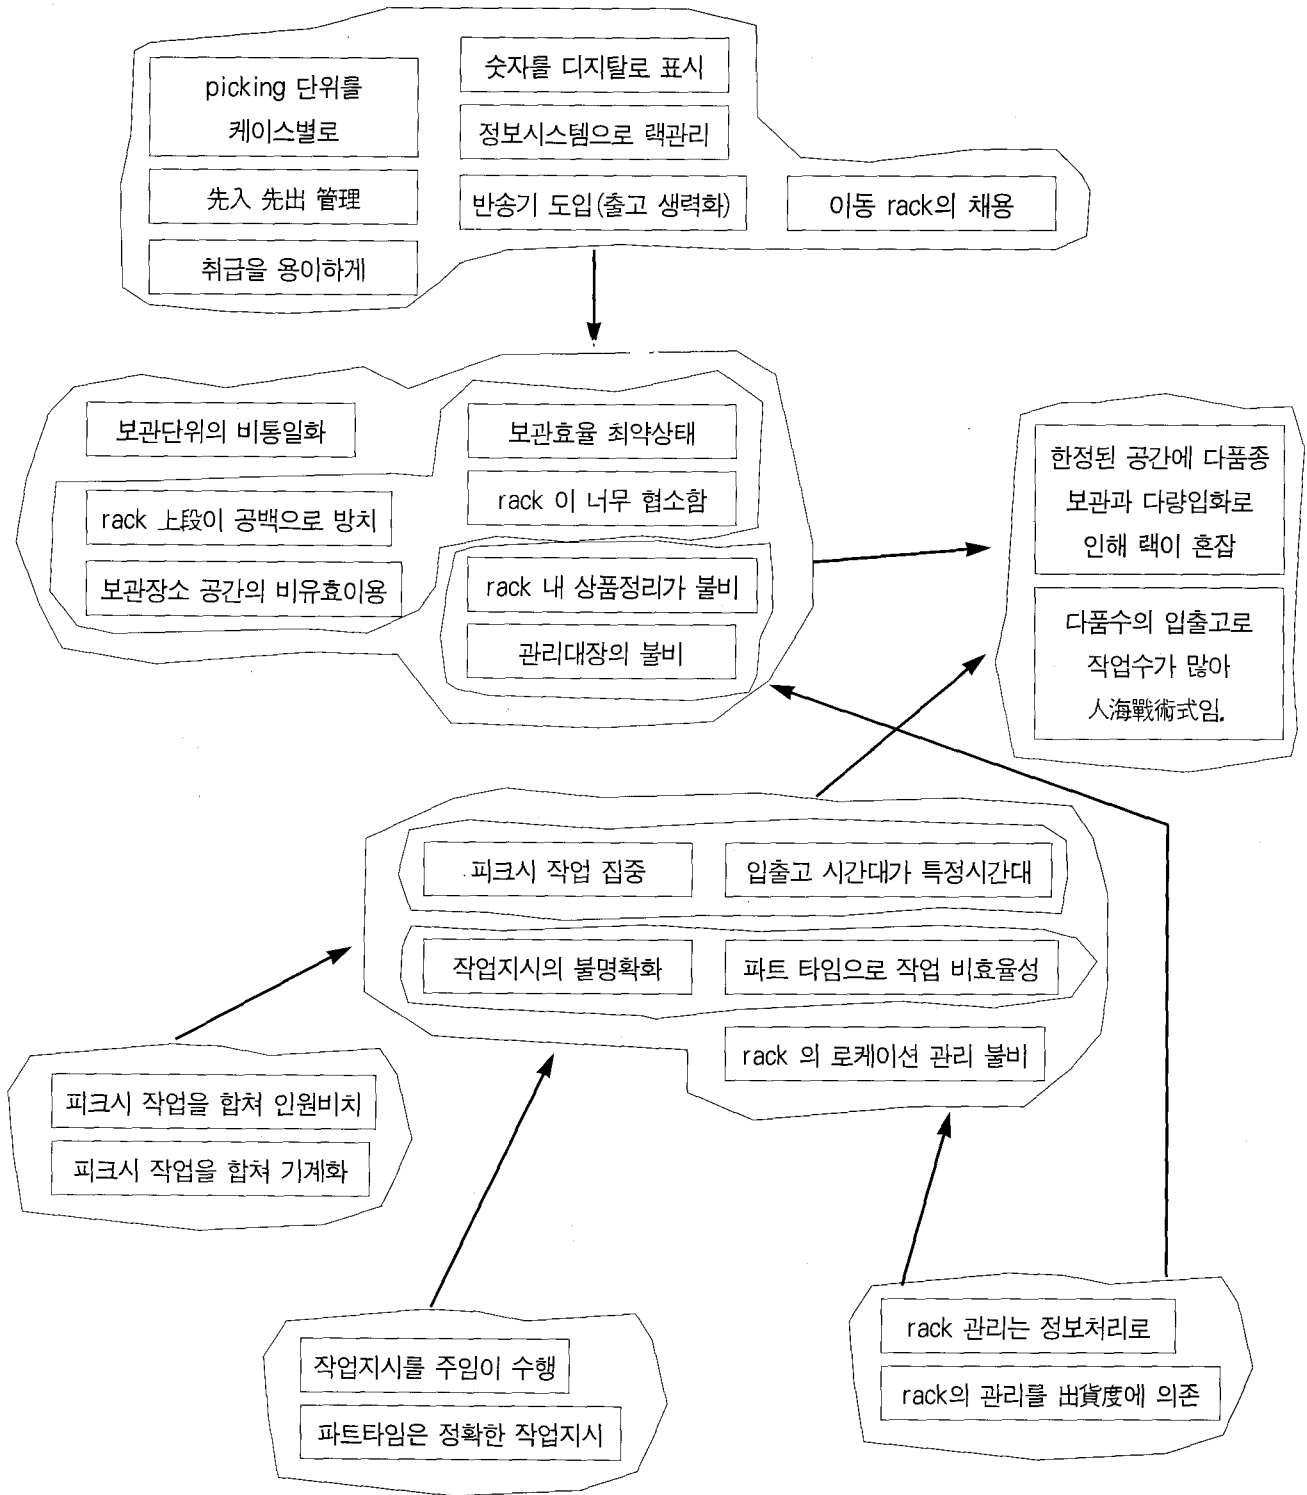 picking 단위를
케이스별로
先入 先出 管理
취급을 용이하게
숫자를 디지탈로 표시
정보시스템으로 랙관리
반송기 도입(출고 생력화)
이동 rack의 채용
보관단위의 비통일화
rack 上段이 공백으로 방치
보관장소 공간의 비유효이용
보관효율 최약상태
rack 이 너무 협소함
rack 내 상품정리가 불비
관리대장의 불비
한정된 공간에 다품종
보관과 다량입화로
인해 랙이 혼잡
다품수의 입출고로
작업수가 많아
人海戰術式임.
피크시 작업 집중
입출고 시간대가 특정시간대
작업지시의 불명확화
파트 타임으로 작업 비효율성
rack 의 로케이션 관리 불비
피크시 작업을 합쳐 인원비치
피크시 작업을 합쳐 기계화
작업지시를 주임이 수행
파트타임은 정확한 작업지시
rack 관리는 정보처리로
rack의 관리를 出貨度에 의존